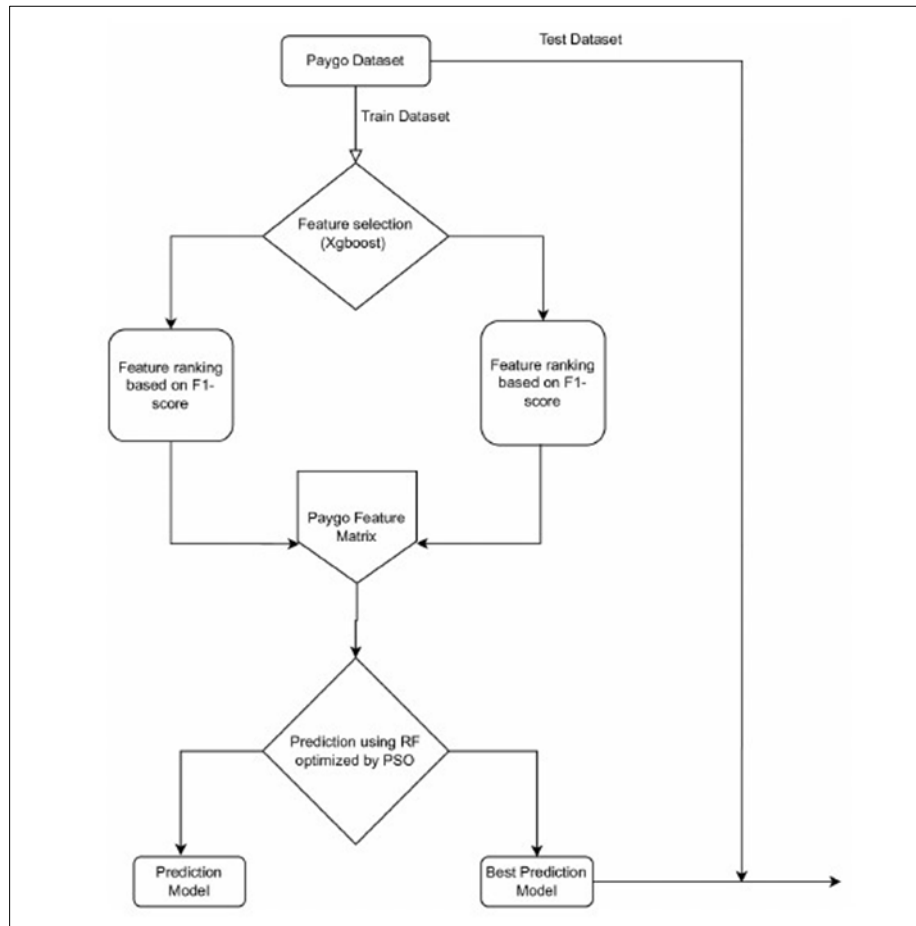 Test Dataset
Paygo Dataset
Train Dataset
Feature selection
(Xgboost)
Feature ranking
based on F1-
score
Feature ranking
based on F1-
score
Paygo Feature
Matrix
Prediction using RF
optimized by PSO
Prediction
Model
Best Prediction
Model